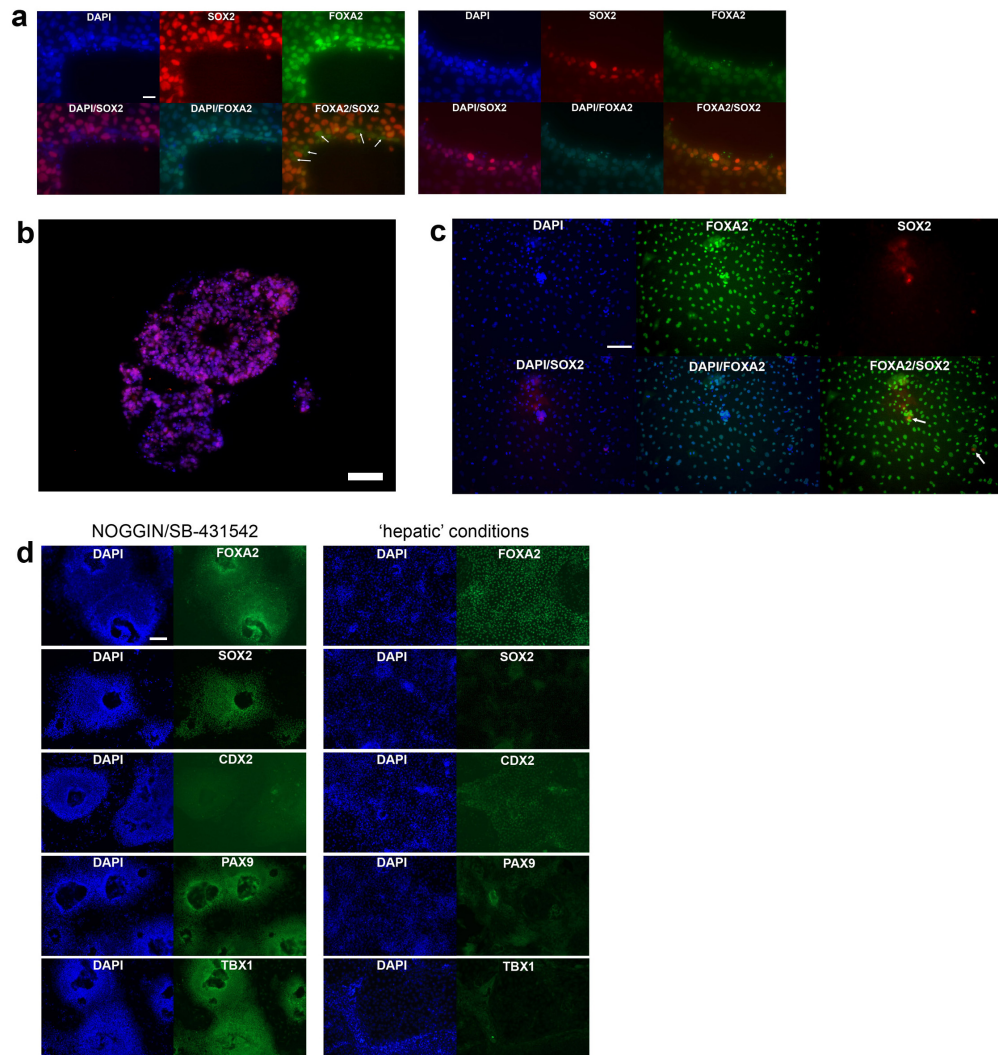 a
DAPI SOX2 FOXA2
DAPI/SOX2 DAPI/FOXA2 FOXA2/SOX2
DAPI SOX2 FOXA2
DAPI/SOX2 DAPI/FOXA2 FOXA2/SOX2
b
c
DAPI FOXA2 SOX2
DAPI/SOX2 DAPI/FOXA2 FOXA2/SOX2
d
NOGGIN/SB-431542 'hepatic' conditions
DAPI FOXA2 DAPI FOXA2
DAPI SOX2 DAPI SOX2
DAPI CDX2 DAPI CDX2
DAPI PAX9 DAPI PAX9
DAPI TBX1 DAPI TBX1